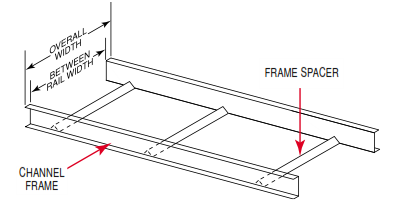 OVERALL
WIDTH
BETWEEN
RAIL WIDTH
FRAME SPACER
CHANNEL
FRAME